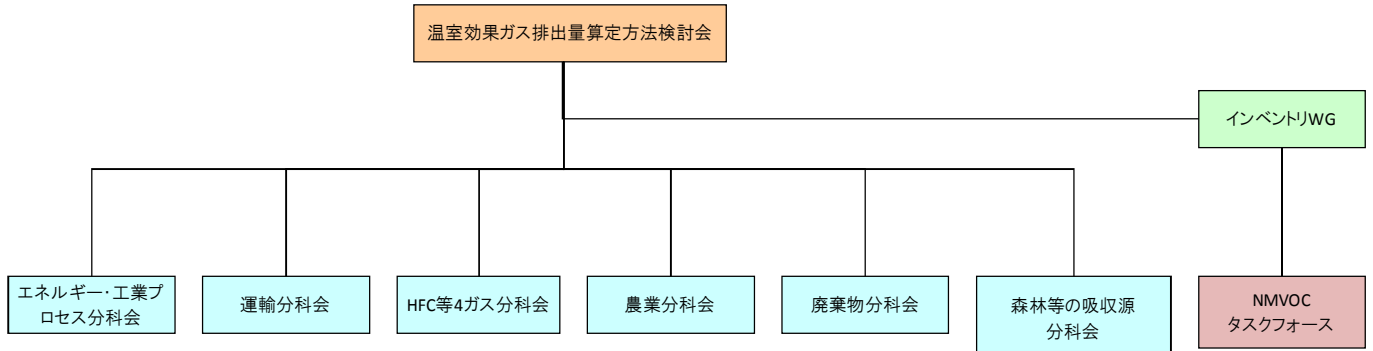 温室効果ガス排出量算定方法検討会
インベントリWG
エネルギー・工業プ
ロセス分科会
運輸分科会
HFC等4ガス分科会
農業分科会
廃棄物分科会
森林等の吸収源
分科会
NMVOC
タスクフォース